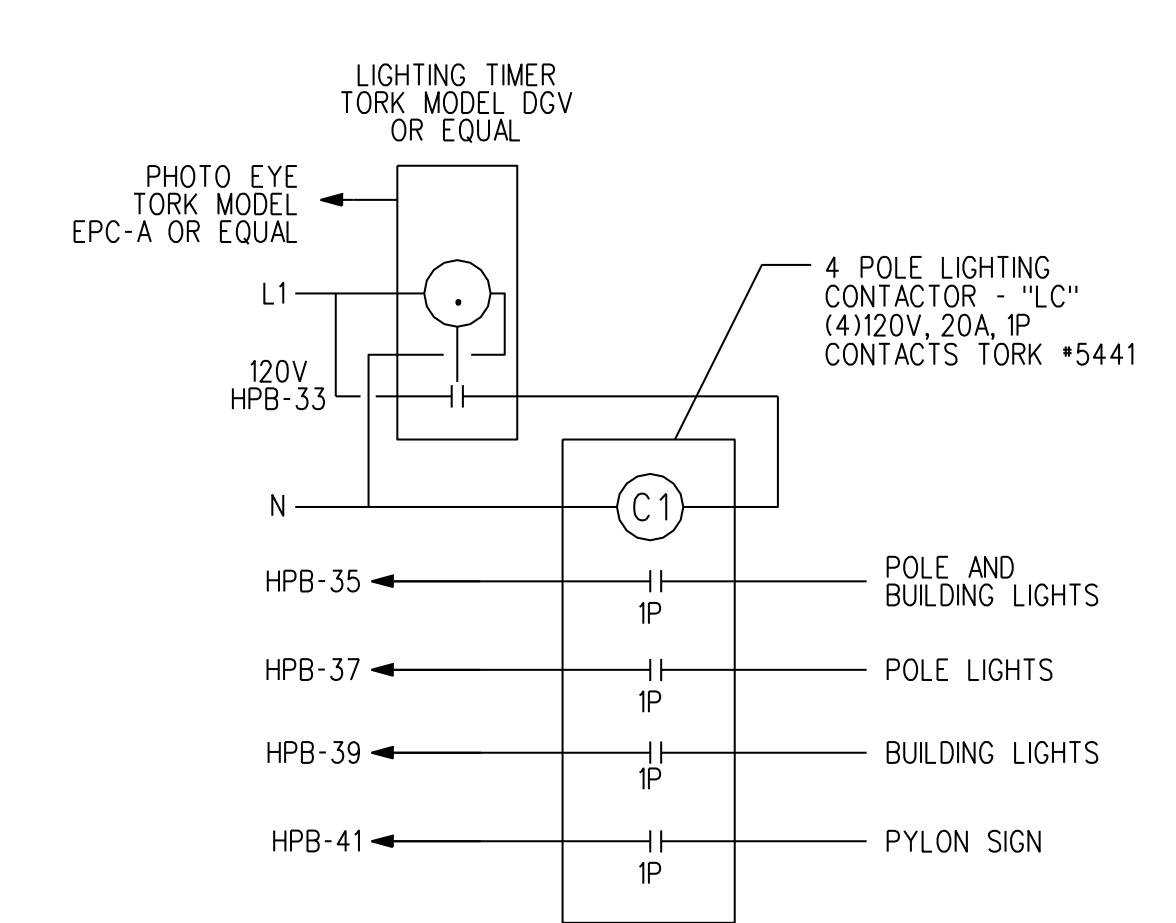 LIGHTING TIMER
TORK MODEL DGV
OR EQUAL
PHOTO EYE
TORK MODEL
EPC-A OR EQUAL
4 POLE LIGHTING
CONTACTOR - "LC"
(4)120V, 20A, 1P
CONTACTS TORK #5441
L1
120V
HPB-33
N
C1
HPB-35
1P
POLE AND
BUILDING LIGHTS
HPB-37
1P
POLE LIGHTS
HPB-39
1P
BUILDING LIGHTS
HPB-41
1P
PYLON SIGN